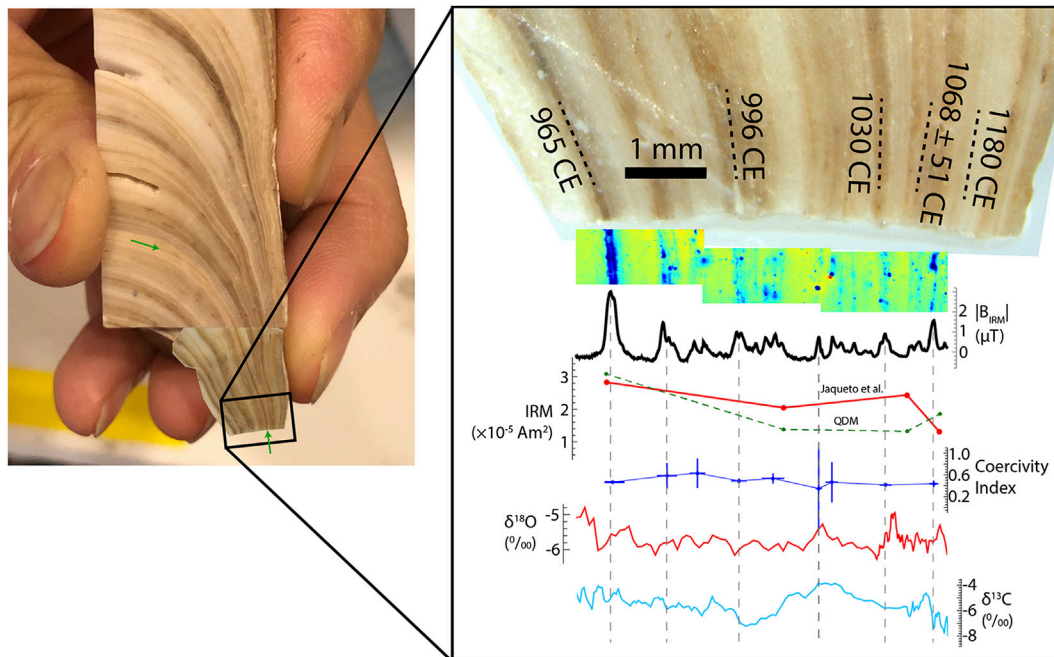 965 CE
1 mm
996 CE
1030 CE
1068 ± 51 CE
1180 CE
|B_IRM|
(μT)
2
1
0
3
2
1
IRM
(×10⁻⁵ Am²)
Jaqueto et al.
QDM
1.0
0.6
0.2
Coercivity
Index
δ¹⁸O
(⁰/₀₀)
-5
-6
-4
-6
-8
δ¹³C
(⁰/₀₀)